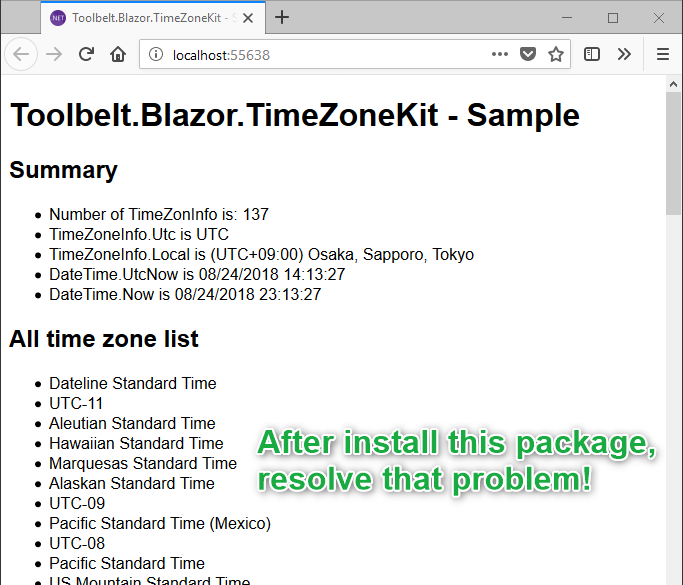 Toolbelt.Blazor.TimeZoneKit - S
localhost:55638
Toolbelt.Blazor.TimeZoneKit - Sample
Summary
Number of TimeZonInfo is: 137
TimeZoneInfo.Utc is UTC
TimeZoneInfo.Local is (UTC+09:00) Osaka, Sapporo, Tokyo
DateTime.UtcNow is 08/24/2018 14:13:27
DateTime.Now is 08/24/2018 23:13:27
All time zone list
Dateline Standard Time
UTC-11
Aleutian Standard Time
Hawaiian Standard Time
Marquesas Standard Time
Alaskan Standard Time
UTC-09
Pacific Standard Time (Mexico)
UTC-08
Pacific Standard Time
US Mountain Standard Time
After install this package,
resolve that problem!